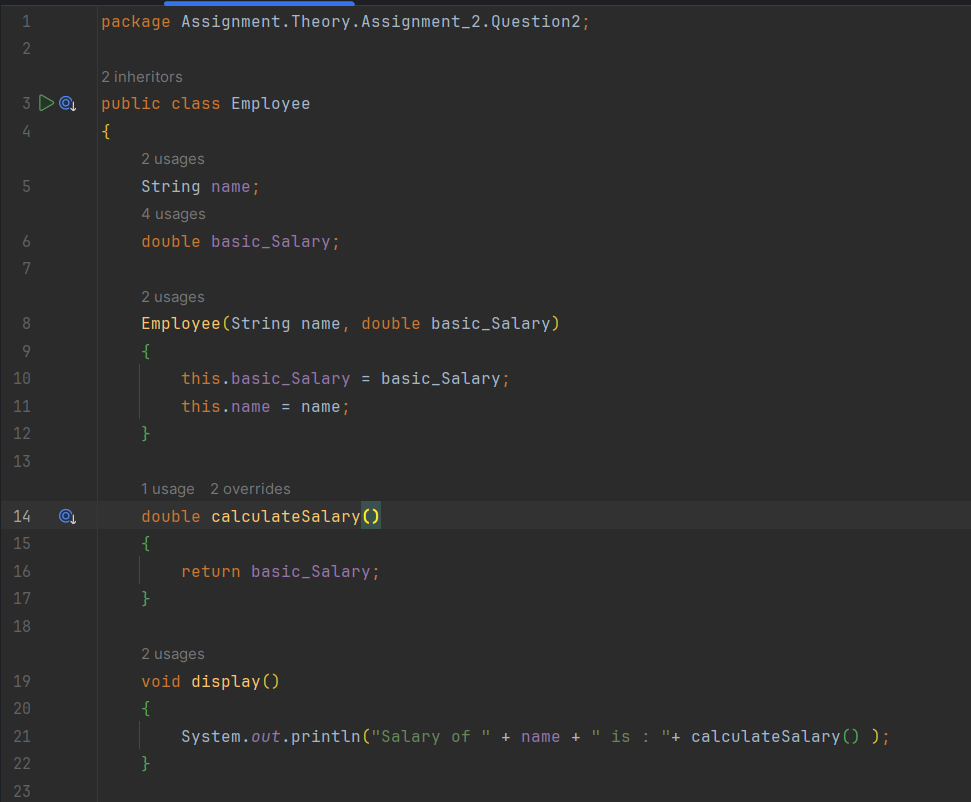 1 package Assignment.Theory.Assignment_2.Question2;
2
2 inheritors
3 public class Employee
4 {
2 usages
5 String name;
4 usages
6 double basic_Salary;
7
2 usages
8 Employee(String name, double basic_Salary)
9 {
10 this.basic_Salary = basic_Salary;
11 this.name = name;
12 }
13
1 usage 2 overrides
14 double calculateSalary()
15 {
16 return basic_Salary;
17 }
18
2 usages
19 void display()
20 {
21 System.out.println("Salary of " + name + " is : "+ calculateSalary() );
22 }
23